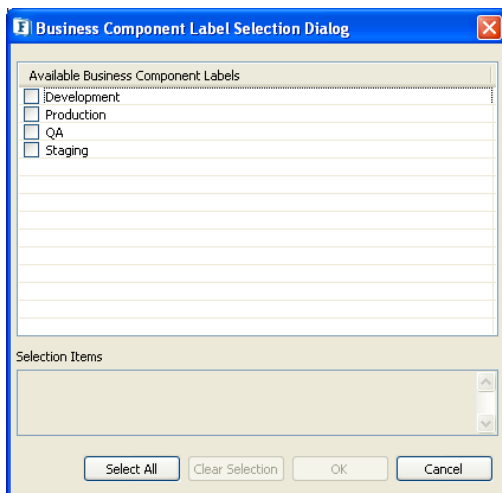 Business Component Label Selection Dialog
Available Business Component Labels
Development
Production
QA
Staging
Selection Items
Select All
Clear Selection
OK
Cancel